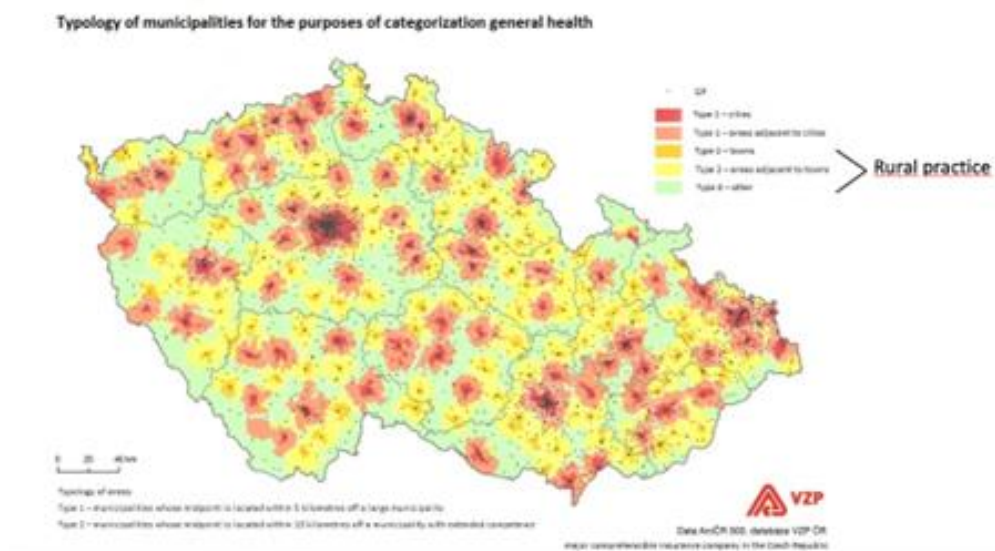 Typology of municipalities for the purposes of categorization general health
GP
Type 1 – cities
Type 1 – areas adjacent to cities
Type 2 – towns
Type 2 – areas adjacent to towns
Type 3 – other
Rural practice
0 20 40 km
Typology of areas
Type 1 – municipalities whose midpoint is located within 5 kilometres off a large municipality
Type 2 – municipalities whose midpoint is located within 10 kilometres off a municipality with extended competence
VZP
Data ArcČR 500, database VZP ČR
major comprehensive insurance company in the Czech Republic